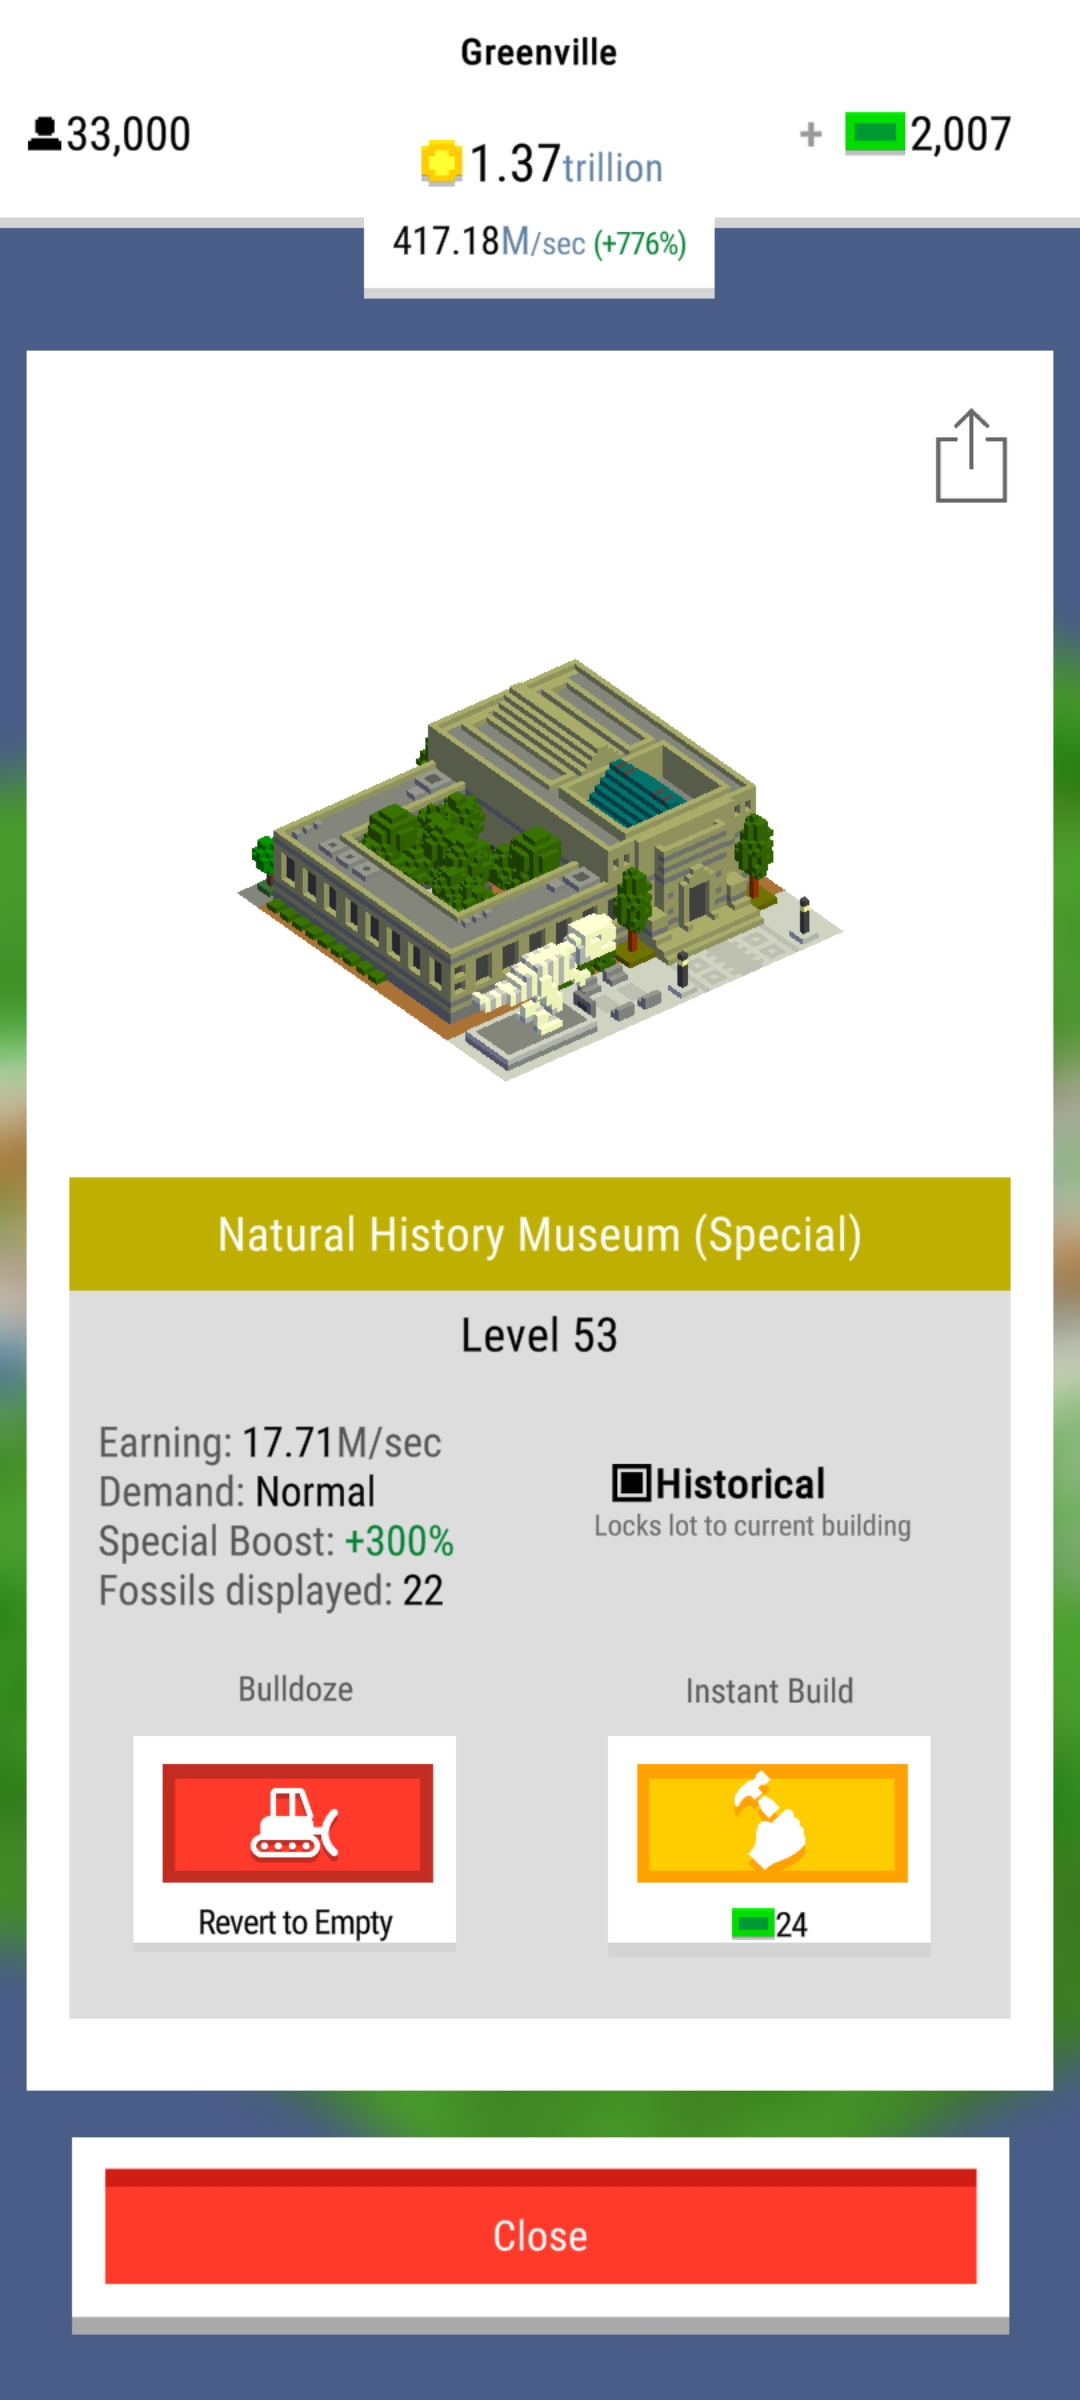 Greenville
33,000
1.37trillion
+ 2,007
417.18M/sec (+776%)
Natural History Museum (Special)
Level 53
Earning: 17.71M/sec
Demand: Normal
Special Boost: +300%
Fossils displayed: 22
Historical
Locks lot to current building
Bulldoze
Revert to Empty
Instant Build
24
Close